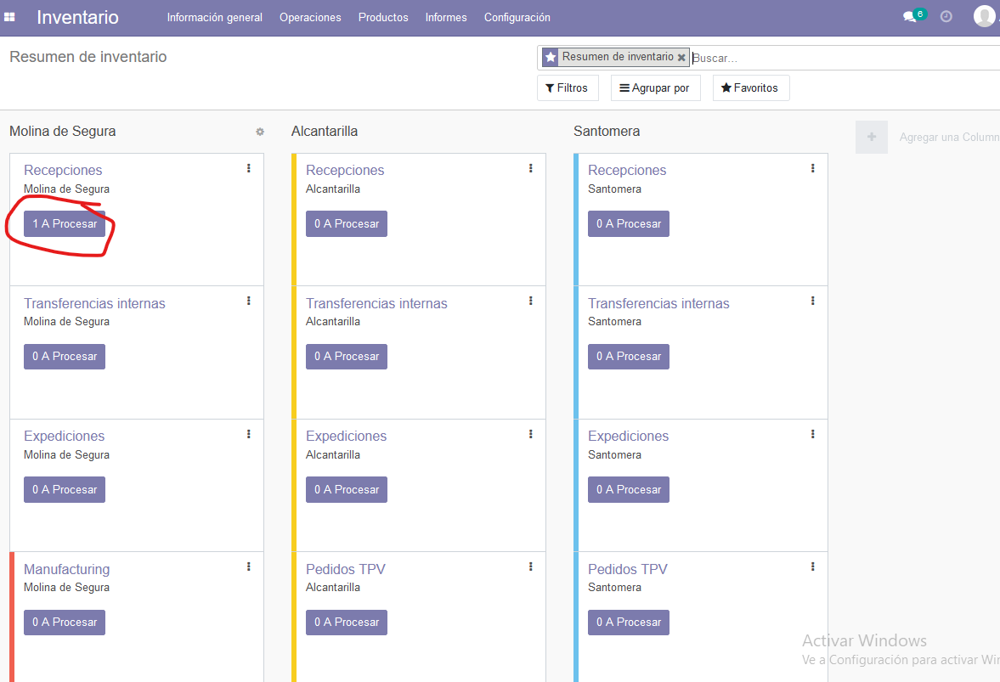 Inventario
Información general Operaciones Productos Informes Configuración
6
Resumen de inventario
Resumen de inventario Buscar...
Filtros Agrupar por Favoritos
Molina de Segura Alcantarilla Santomera
Agregar una Column
Recepciones Recepciones Recepciones
Molina de Segura Alcantarilla Santomera
1 A Procesar 0 A Procesar 0 A Procesar
Transferencias internas Transferencias internas Transferencias internas
Molina de Segura Alcantarilla Santomera
0 A Procesar 0 A Procesar 0 A Procesar
Expediciones Expediciones Expediciones
Molina de Segura Alcantarilla Santomera
0 A Procesar 0 A Procesar 0 A Procesar
Manufacturing Pedidos TPV Pedidos TPV
Molina de Segura Alcantarilla Santomera
0 A Procesar 0 A Procesar 0 A Procesar
Activar Windows
Ve a Configuración para activar Win